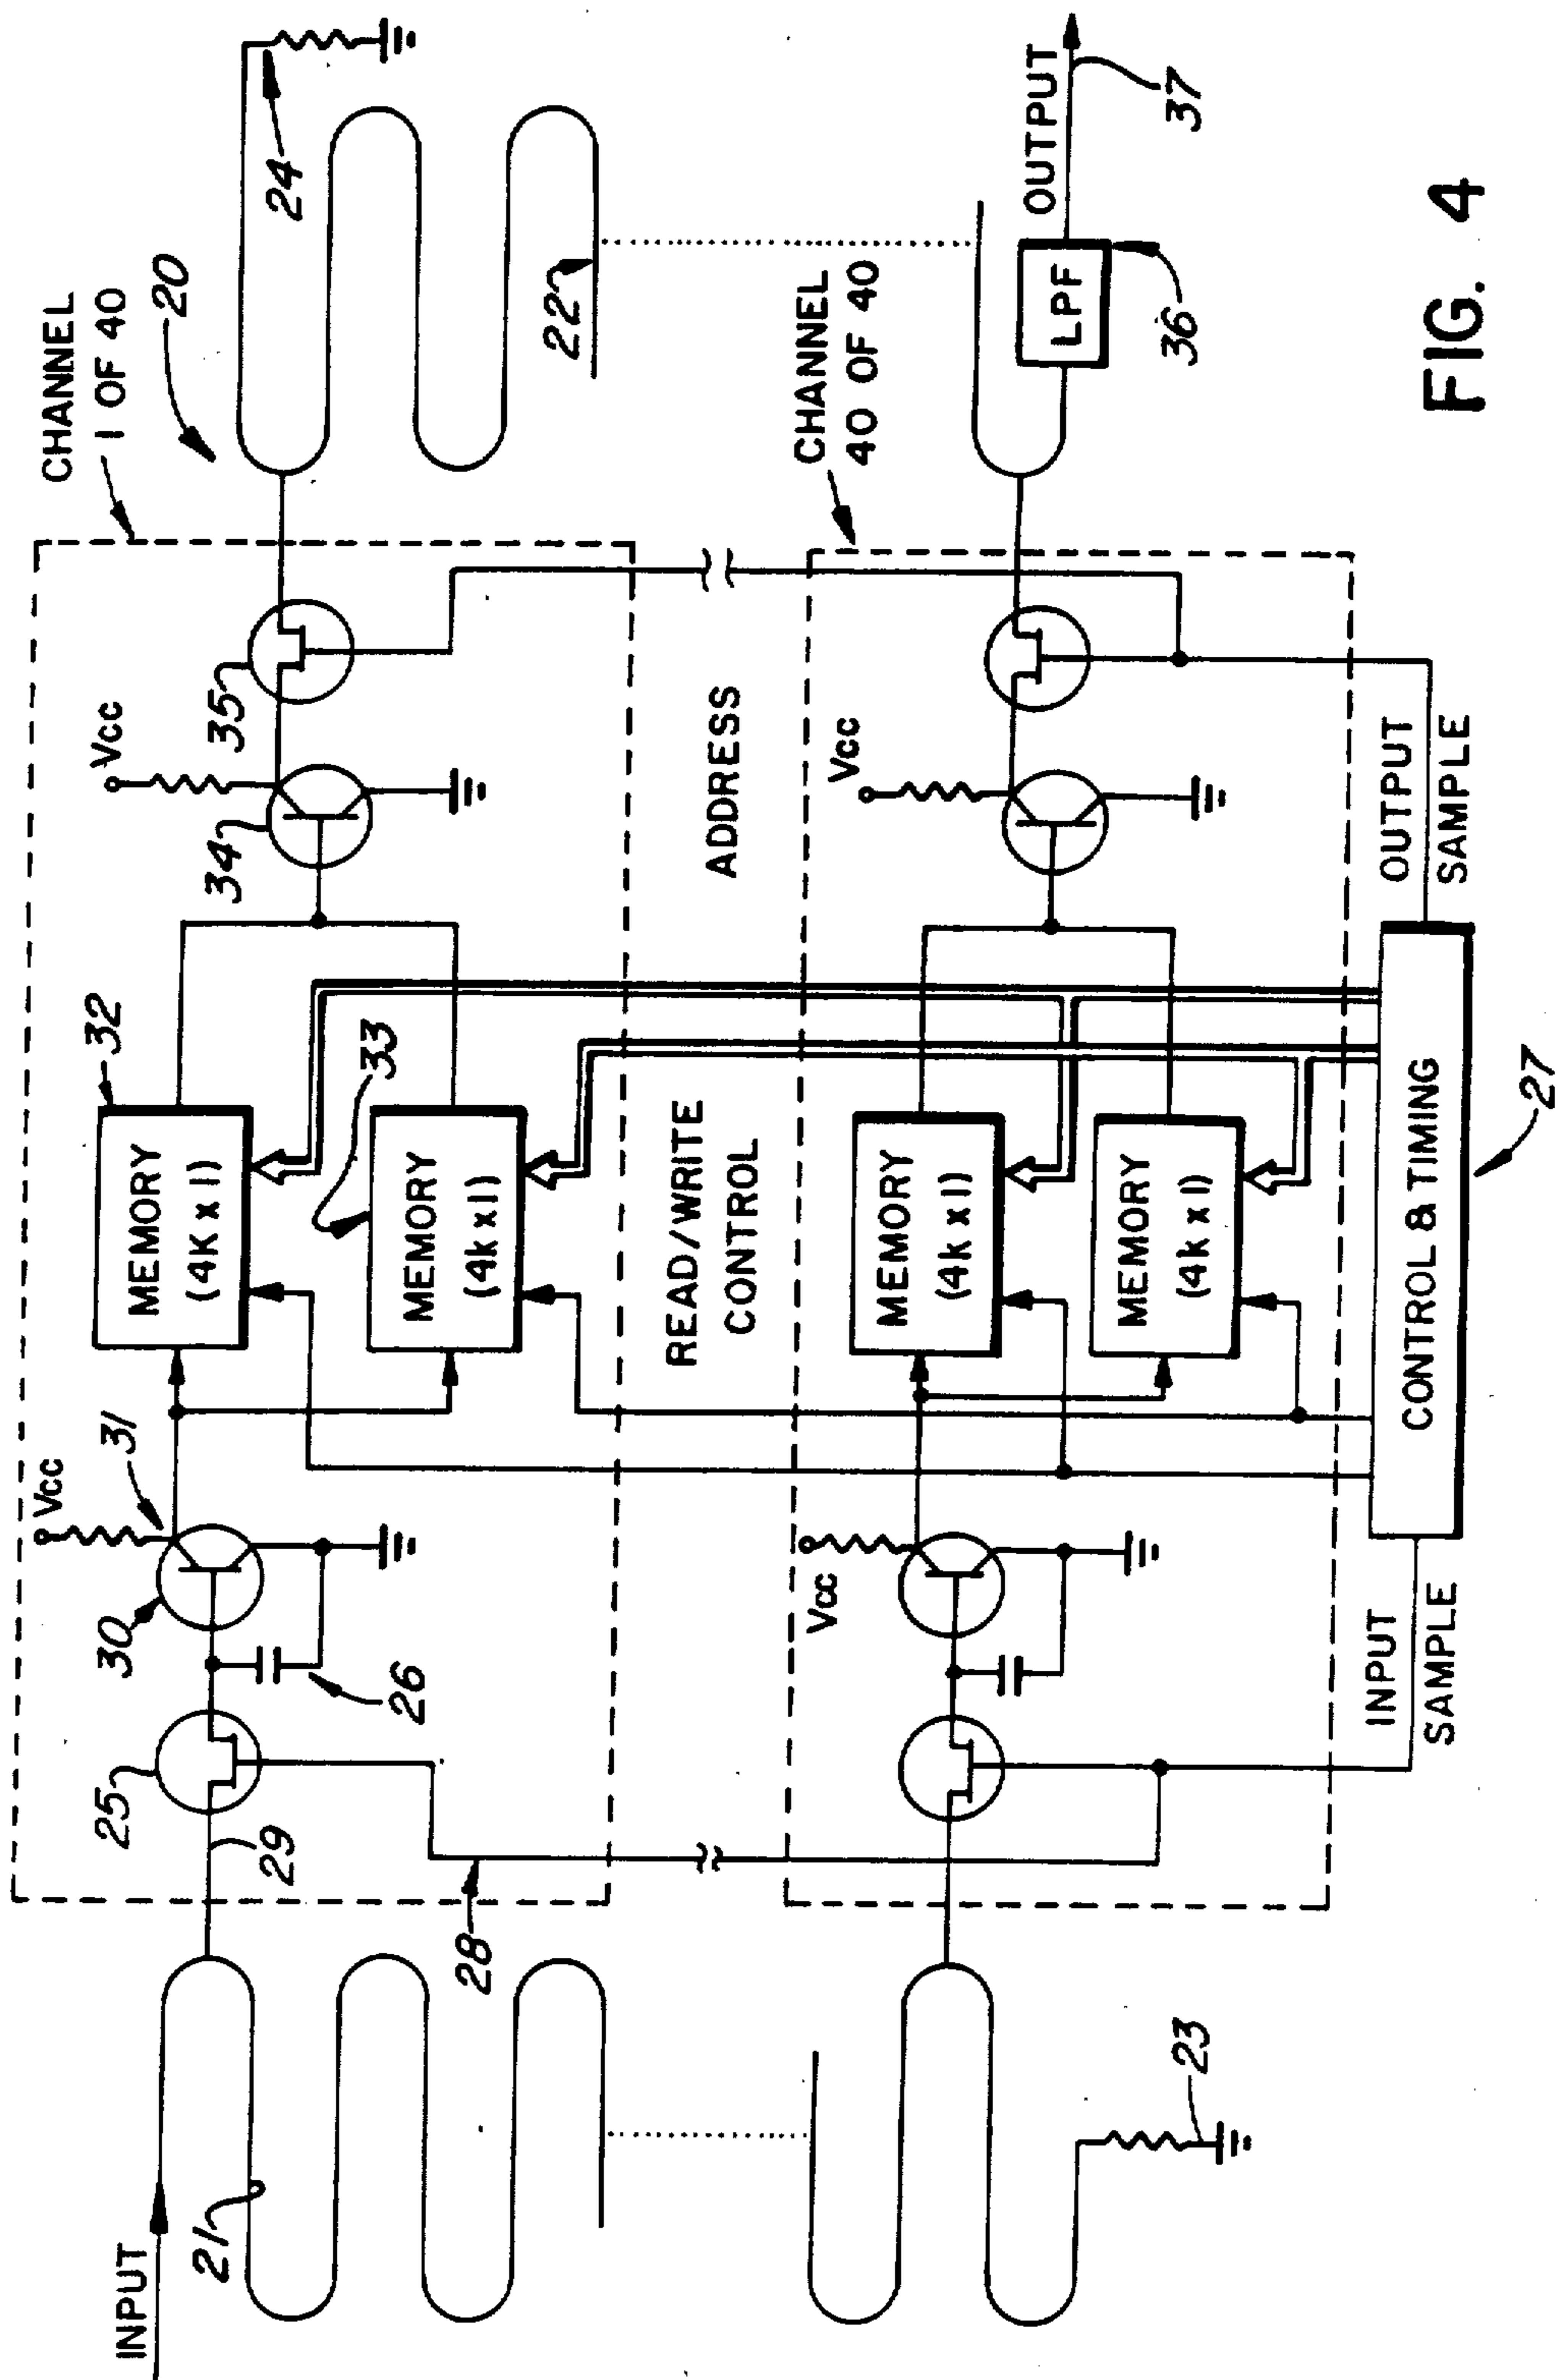 CHANNEL
1 OF 40
20
24
22
INPUT
21
25
29
28
30
26
Vcc
31
32
MEMORY
(4K x 1)
33
MEMORY
(4k x 1)
34
Vcc
35
READ/WRITE
CONTROL
ADDRESS
CHANNEL
40 OF 40
Vcc
MEMORY
(4k x 1)
MEMORY
(4k x 1)
Vcc
LPF
36
OUTPUT
37
23
INPUT
SAMPLE
CONTROL & TIMING
27
OUTPUT
SAMPLE
FIG. 4